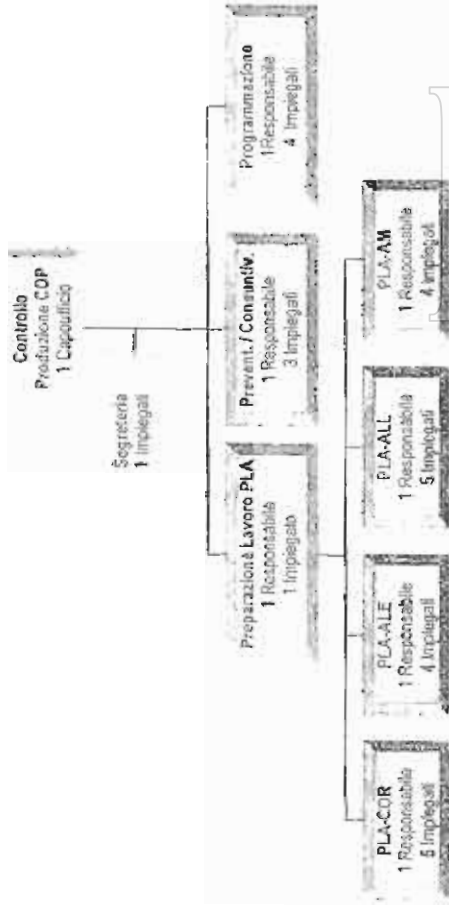 Controllo
Produzione COP
1 Capoufficio
Segreteria
1 Impiegati
Preparazione Lavoro PLA
1 Responsabile
1 Impiegato
Prevent. / Consuntiv.
1 Responsabile
3 Impiegati
Programmazione
1 Responsabile
4 Impiegati
PLA-COR
1 Responsabile
5 Impiegati
PLA-ALE
1 Responsabile
4 Impiegati
PLA-ALL
1 Responsabile
5 Impiegati
PLA-AM
1 Responsabile
4 Impiegati